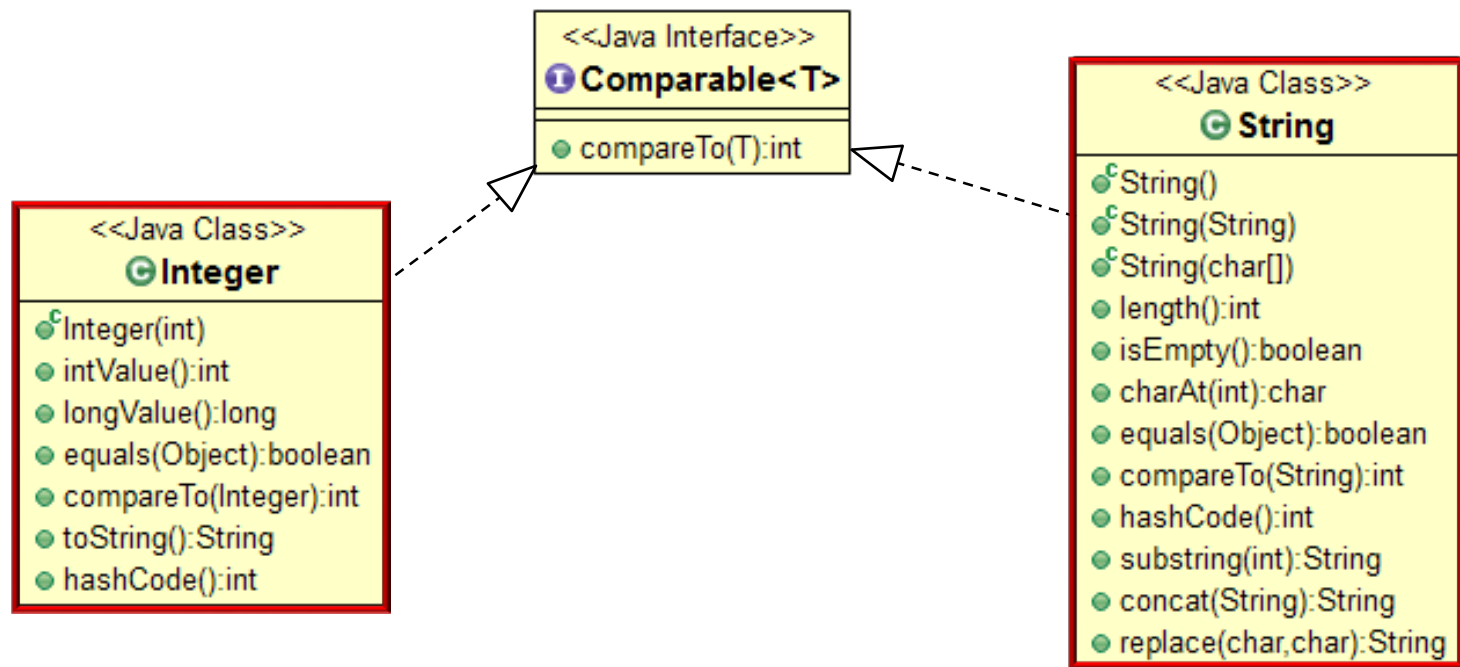 <<Java Interface>>
I Comparable<T>
compareTo(T):int
<<Java Class>>
C Integer
c Integer(int)
intValue():int
longValue():long
equals(Object):boolean
compareTo(Integer):int
toString():String
hashCode():int
<<Java Class>>
C String
c String()
c String(String)
c String(char[])
length():int
isEmpty():boolean
charAt(int):char
equals(Object):boolean
compareTo(String):int
hashCode():int
substring(int):String
concat(String):String
replace(char,char):String